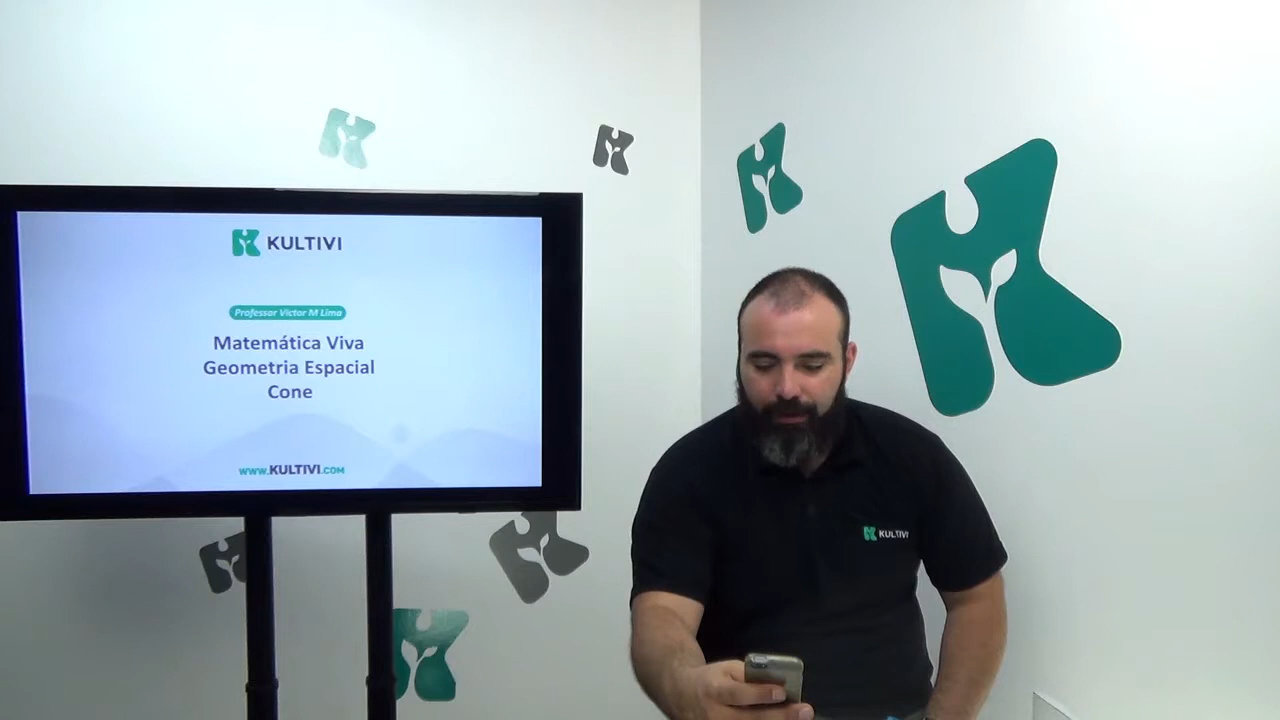 KULTIVI
Professor Victor M Lima
Matemática Viva
Geometria Espacial
Cone
www.KULTIVI.COM
KULTIVI